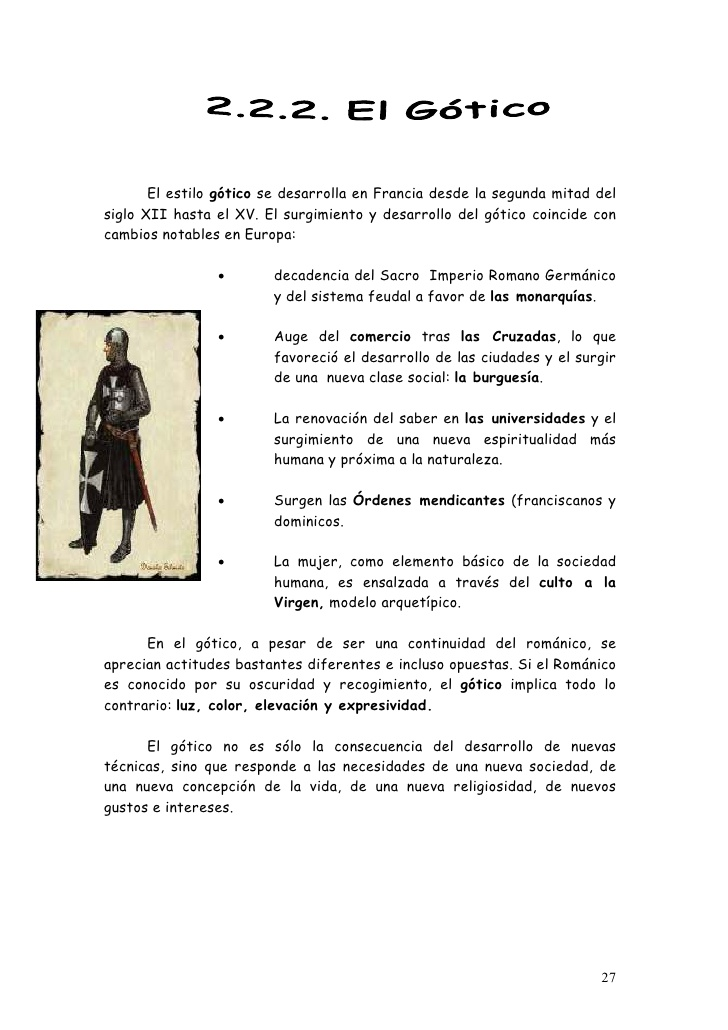 2.2.2. El Gótico
El estilo gótico se desarrolla en Francia desde la segunda mitad del
siglo XII hasta el XV. El surgimiento y desarrollo del gótico coincide con
cambios notables en Europa:
• decadencia del Sacro Imperio Romano Germánico
y del sistema feudal a favor de las monarquías.
• Auge del comercio tras las Cruzadas, lo que
favoreció el desarrollo de las ciudades y el surgir
de una nueva clase social: la burguesía.
• La renovación del saber en las universidades y el
surgimiento de una nueva espiritualidad más
humana y próxima a la naturaleza.
• Surgen las Órdenes mendicantes (franciscanos y
dominicos.
• La mujer, como elemento básico de la sociedad
humana, es ensalzada a través del culto a la
Virgen, modelo arquetípico.
En el gótico, a pesar de ser una continuidad del románico, se
aprecian actitudes bastantes diferentes e incluso opuestas. Si el Románico
es conocido por su oscuridad y recogimiento, el gótico implica todo lo
contrario: luz, color, elevación y expresividad.
El gótico no es sólo la consecuencia del desarrollo de nuevas
técnicas, sino que responde a las necesidades de una nueva sociedad, de
una nueva concepción de la vida, de una nueva religiosidad, de nuevos
gustos e intereses.
27